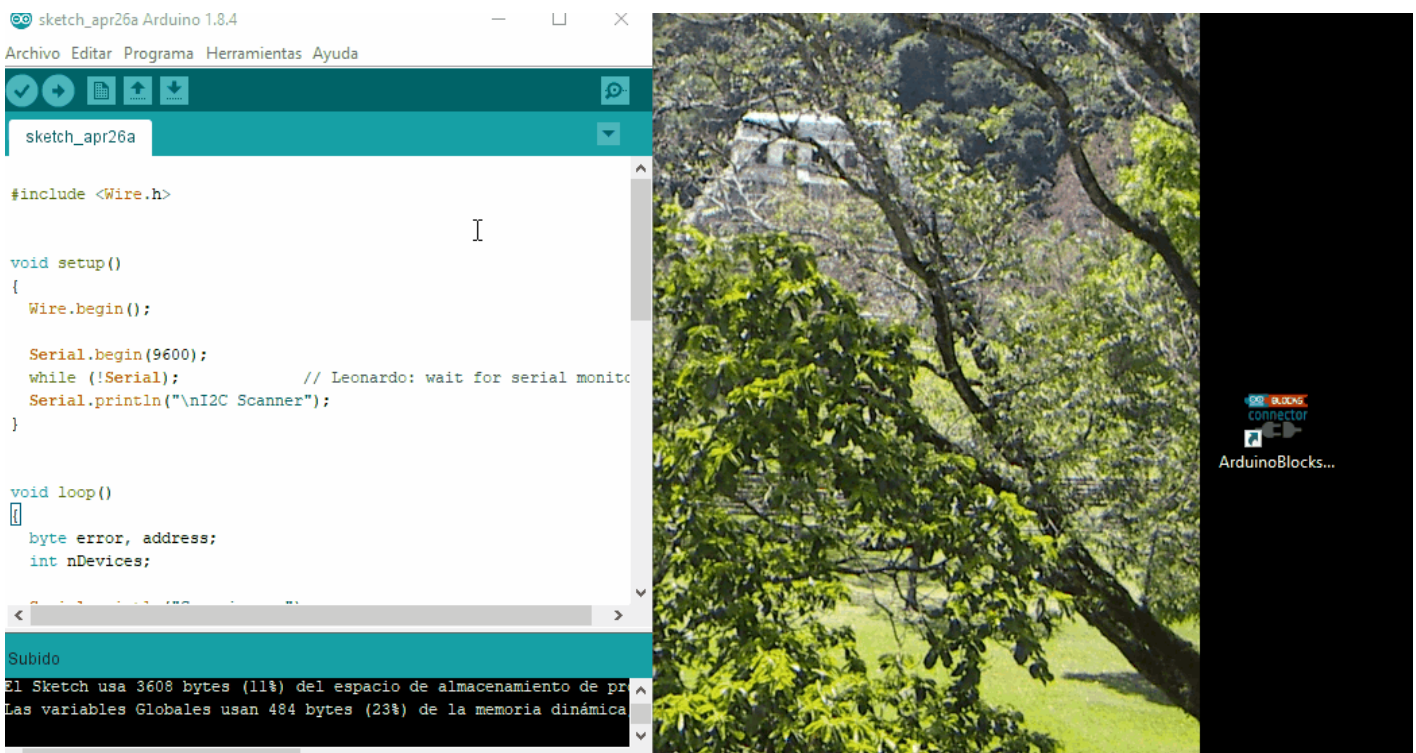 sketch_apr26a Arduino 1.8.4
Archivo Editar Programa Herramientas Ayuda
sketch_apr26a
#include <Wire.h>
void setup()
{
Wire.begin();
Serial.begin(9600);
while (!Serial); // Leonardo: wait for serial monito
Serial.println("\nI2C Scanner");
}
void loop()
{
byte error, address;
int nDevices;
Subido
El Sketch usa 3608 bytes (11%) del espacio de almacenamiento de pro
Las variables Globales usan 484 bytes (23%) de la memoria dinámica
BLOCKS
connector
ArduinoBlocks...